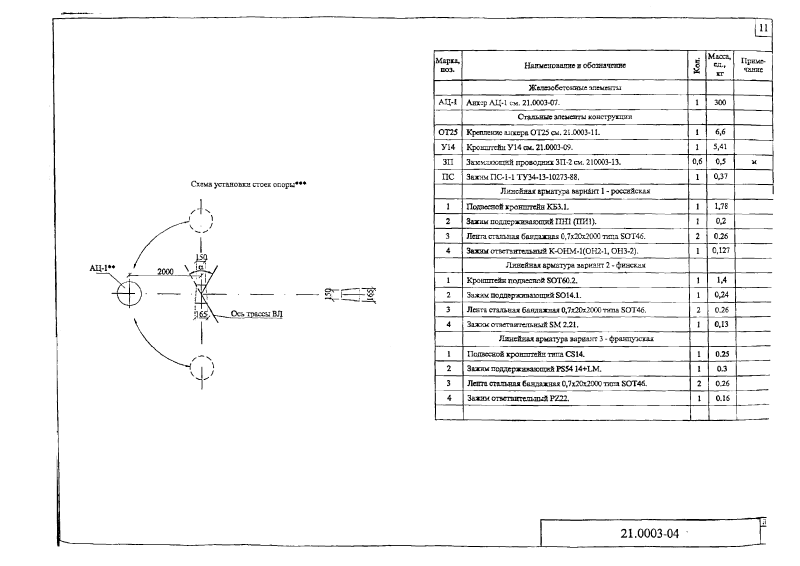 11
Схема установки стоек опоры***
150
α
АЦ-1**
2000
165
Ось трассы ВЛ
150
165
Марка, поз. Наименование и обозначение Кол. Масса, ед., кг Примечание
Железобетонные элементы
АЦ-1 Анкер АЦ-1 см. 21.0003-07. 1 300
Стальные элементы конструкции
ОТ25 Крепление анкера ОТ25 см. 21.0003-11. 1 6,6
У14 Кронштейн У14 см. 21.0003-09. 1 5,41
ЗП Заземляющий проводник ЗП-2 см. 210003-13. 0,6 0,5 м
ПС Зажим ПС-1-1 ТУ34-13-10273-88. 1 0,37
Линейная арматура вариант 1 - российская
1 Подвесной кронштейн КБ3.1. 1 1,78
2 Зажим поддерживающий ПН1 (ПИ1). 1 0,2
3 Лента стальная бандажная 0,7х20х2000 типа SOT46. 2 0.26
4 Зажим ответвительный К-ОНМ-1(ОН2-1, ОН3-2). 1 0,127
Линейная арматура вариант 2 - финская
1 Кронштейн подвесной SOT60.2. 1 1,4
2 Зажим поддерживающий SO14.1. 1 0,24
3 Лента стальная бандажная 0,7х20х2000 типа SOT46. 2 0.26
4 Зажим ответвительный SM 2.21. 1 0,13
Линейная арматура вариант 3 - французская
1 Подвесной кронштейн типа CS14. 1 0.25
2 Зажим поддерживающий PS54 14+LM. 1 0.3
3 Лента стальная бандажная 0,7х20х2000 типа SOT46. 2 0.26
4 Зажим ответвительный PZ22. 1 0.16
21.0003-04